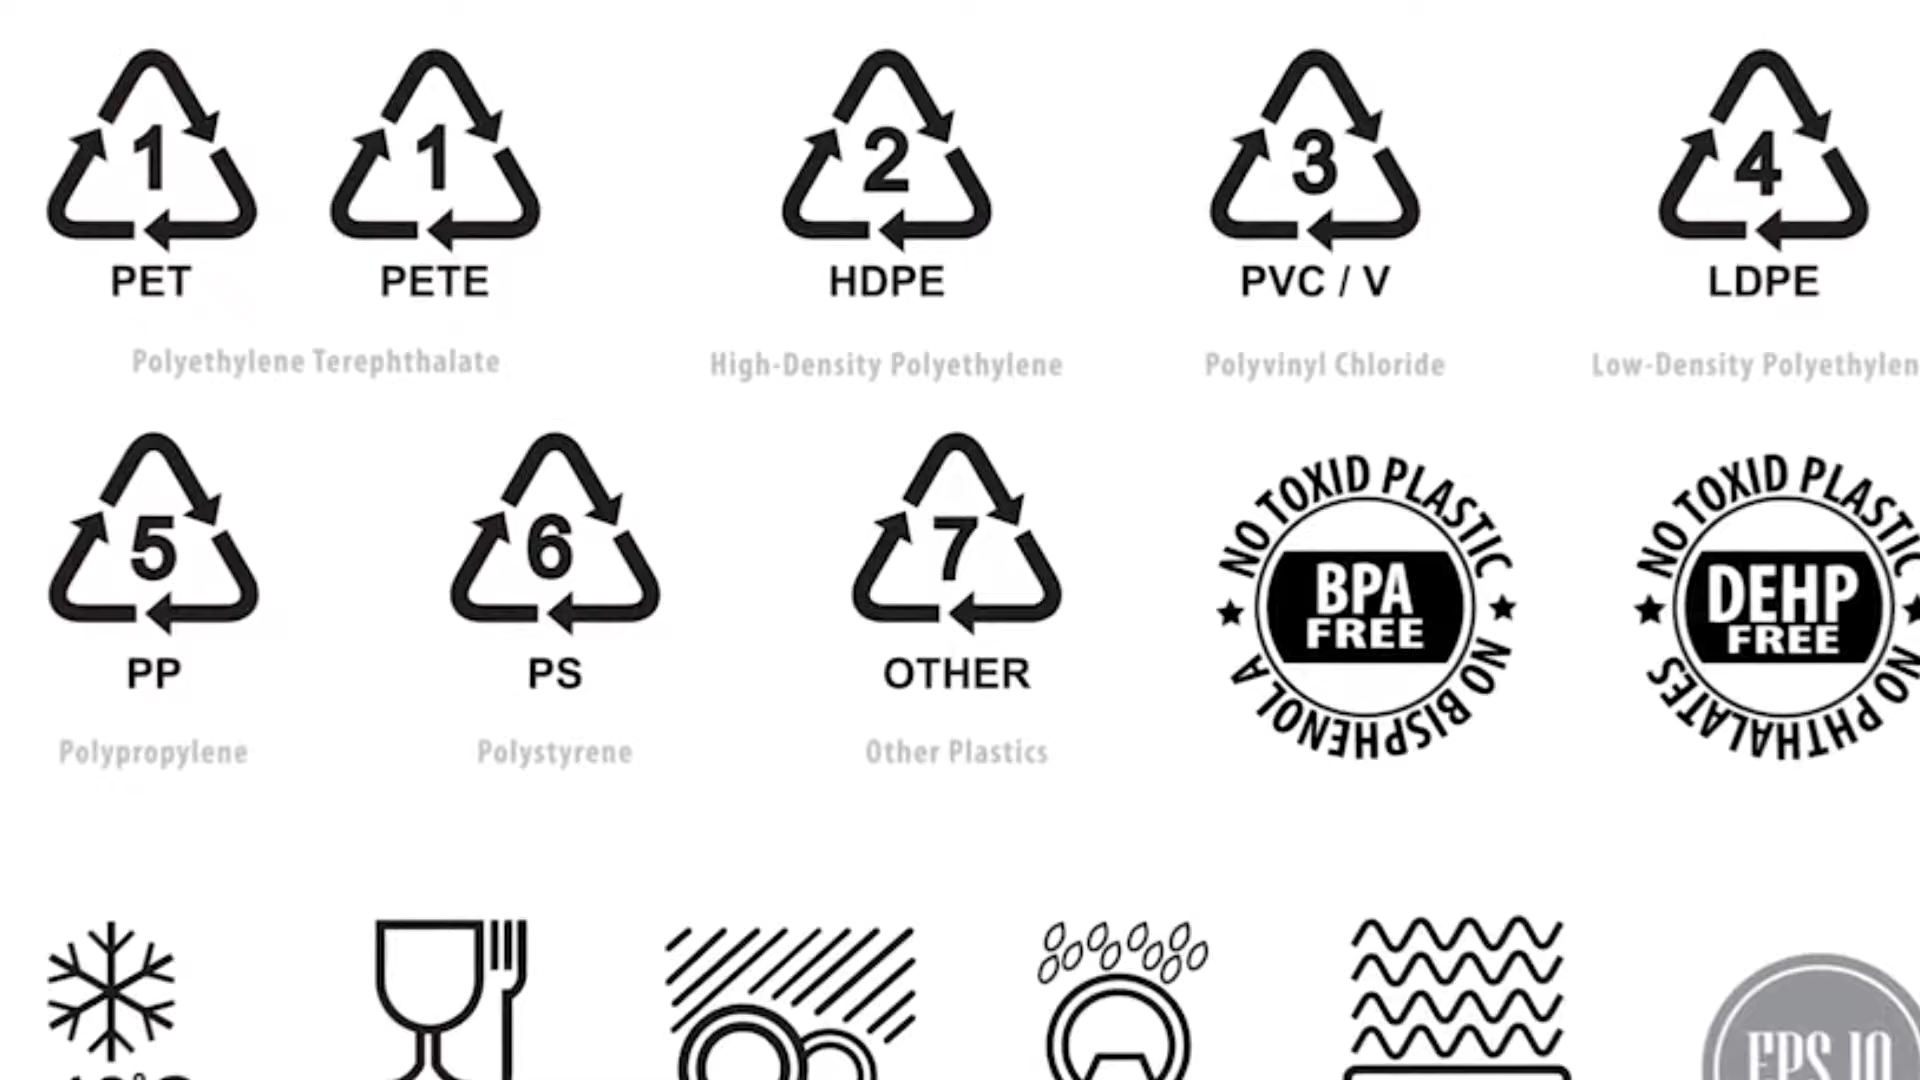 1
1
2
3
4
PET
PETE
HDPE
PVC / V
LDPE
Polyethylene Terephthalate
High-Density Polyethylene
Polyvinyl Chloride
Low-Density Polyethylen
5
6
7
PP
PS
OTHER
Polypropylene
Polystyrene
Other Plastics
NO TOXID PLASTIC
BPA
FREE
NO BISPHENOL A
NO TOXID PLASTIC
DEHP
FREE
NO PHTHALATES
EPS 10